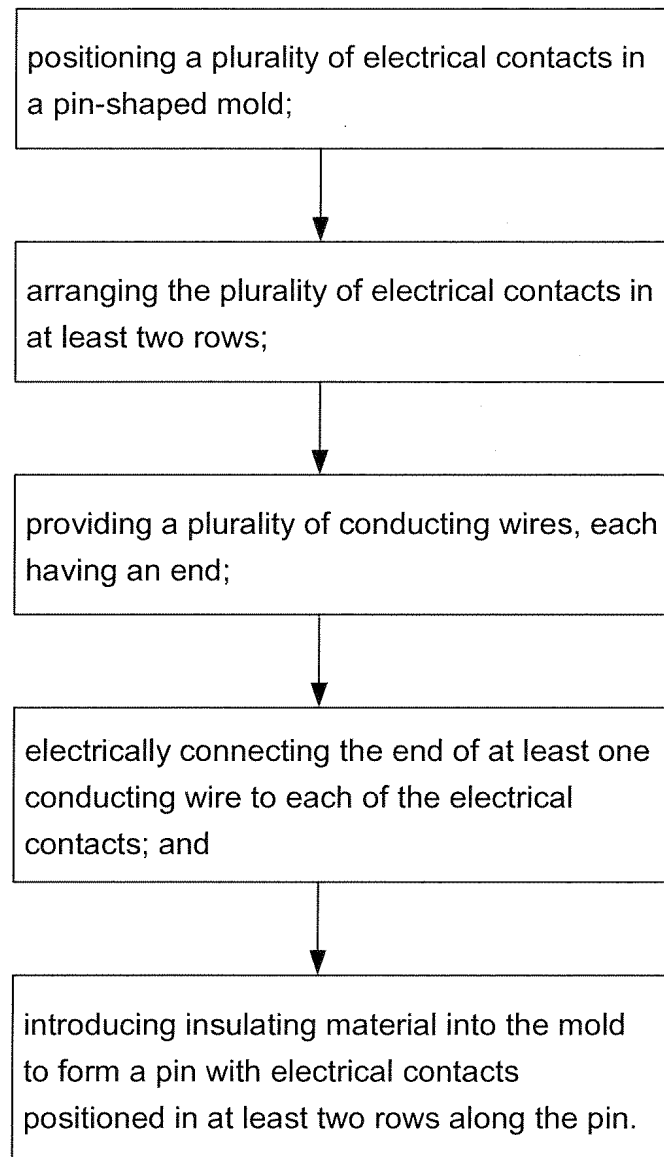 positioning a plurality of electrical contacts in
a pin-shaped mold;
arranging the plurality of electrical contacts in
at least two rows;
providing a plurality of conducting wires, each
having an end;
electrically connecting the end of at least one
conducting wire to each of the electrical
contacts; and
introducing insulating material into the mold
to form a pin with electrical contacts
positioned in at least two rows along the pin.